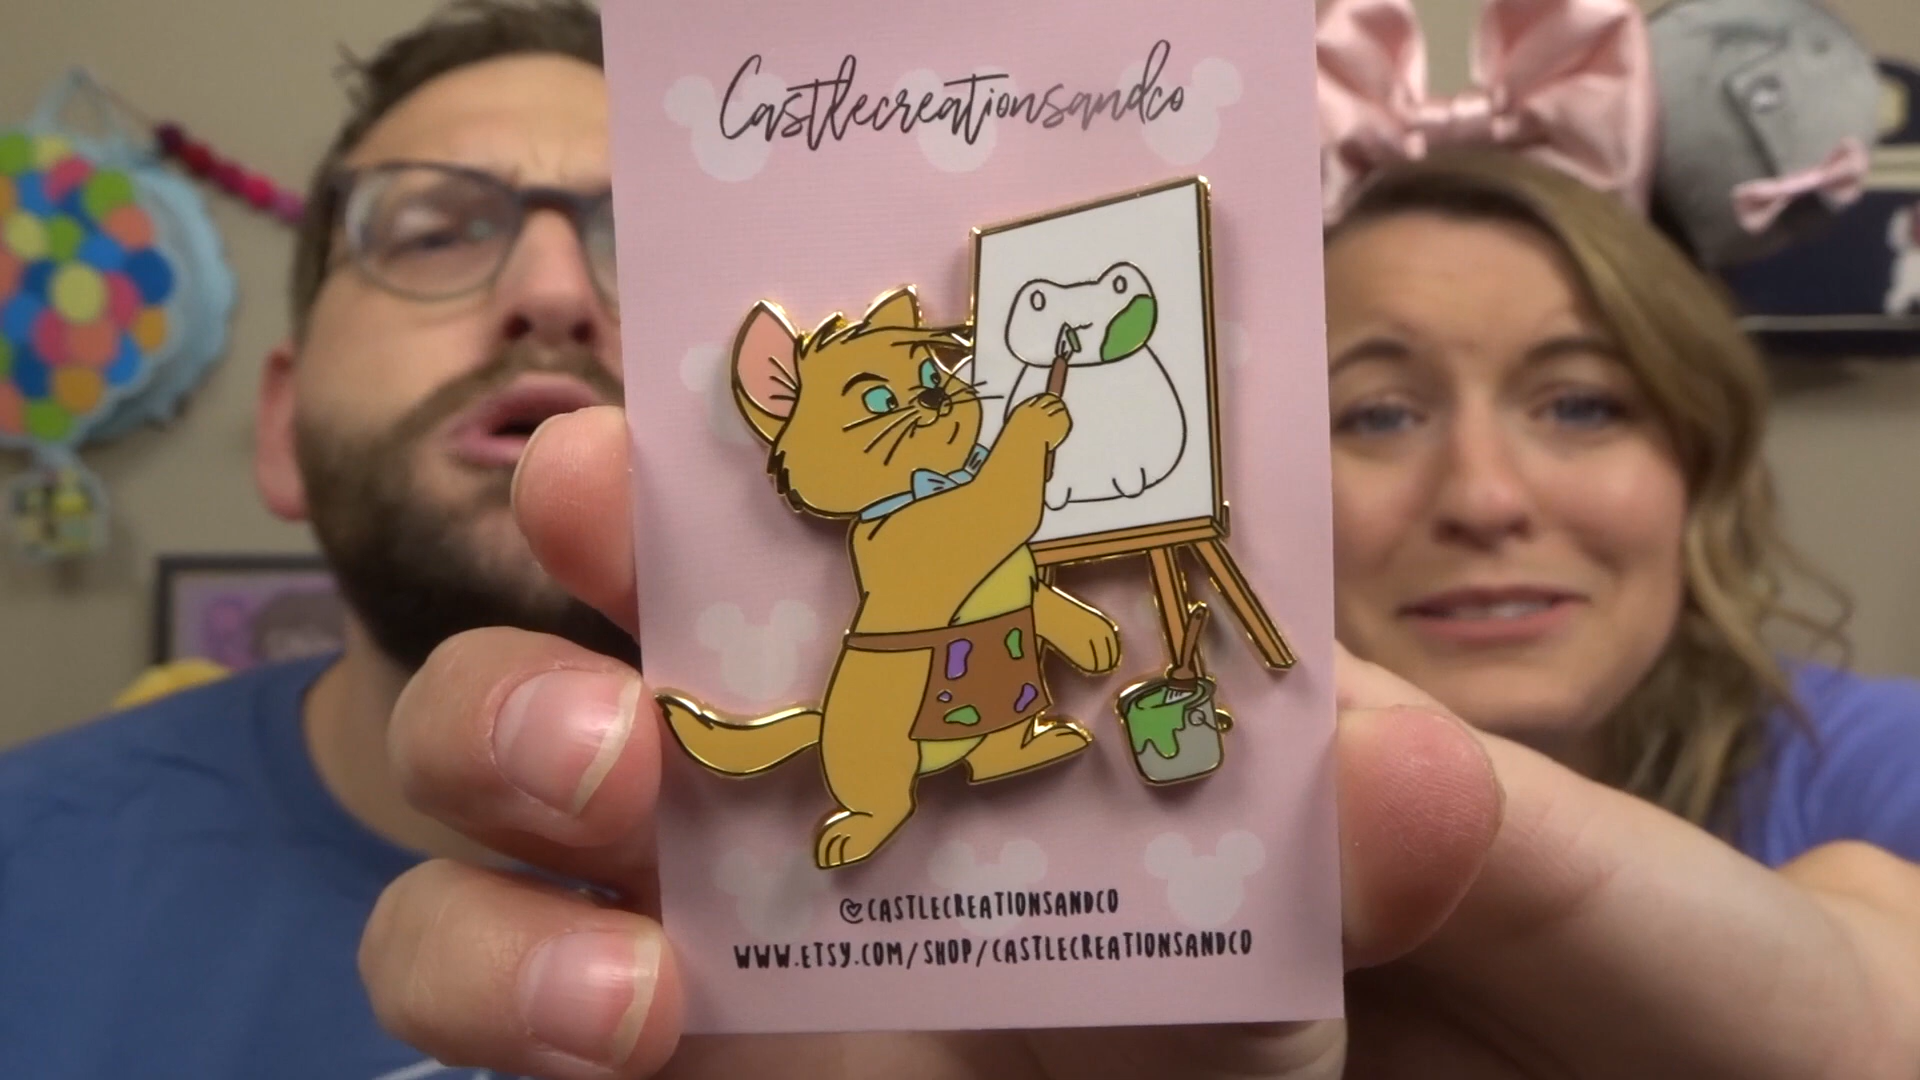 Castlecreationsandco
@CASTLECREATIONSANDCO
WWW.ETSY.COM/SHOP/CASTLECREATIONSANDCO